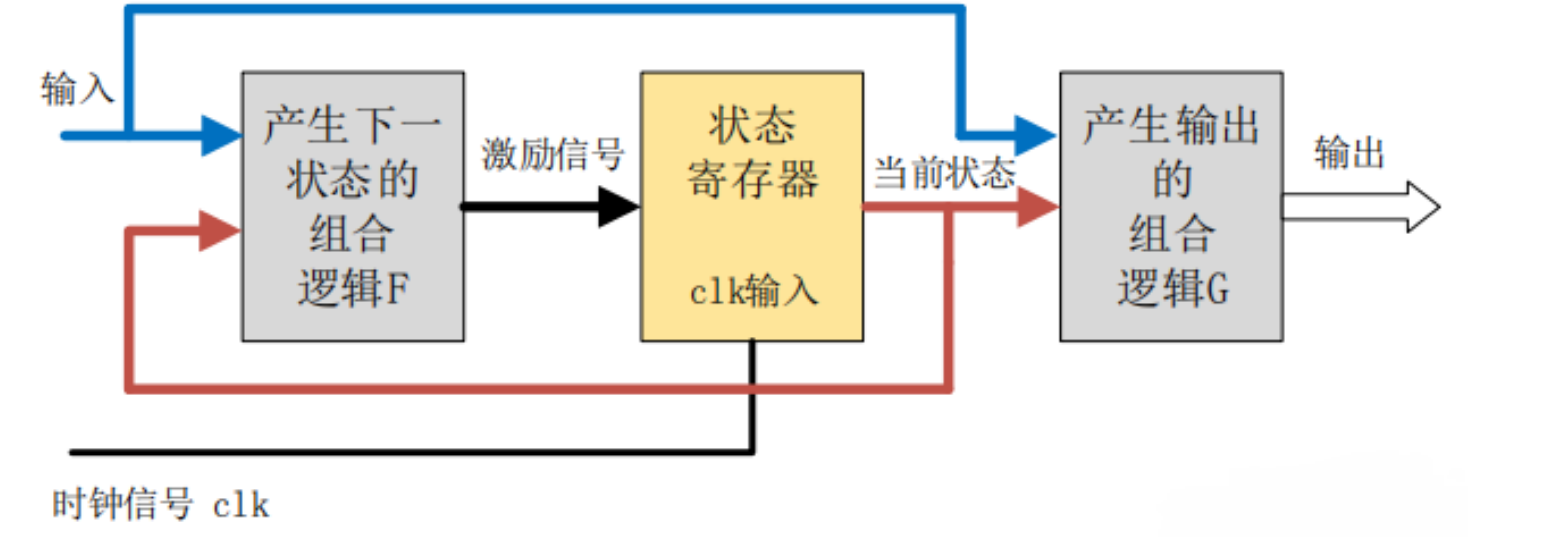 输入
产生下一
状态的
组合
逻辑F
激励信号
状态
寄存器
clk输入
当前状态
产生输出
的
组合
逻辑G
输出
时钟信号 clk